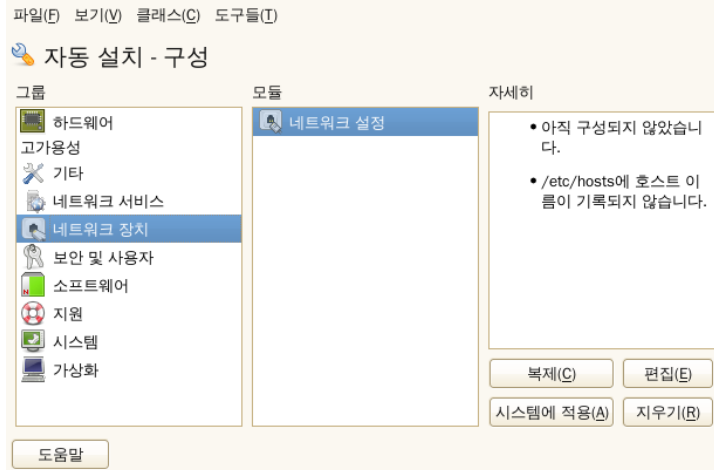 파일(F) 보기(V) 클래스(C) 도구들(T)
자동 설치 - 구성
그룹
하드웨어
고가용성
기타
네트워크 서비스
네트워크 장치
보안 및 사용자
소프트웨어
지원
시스템
가상화
모듈
네트워크 설정
자세히
• 아직 구성되지 않았습니
다.
• /etc/hosts에 호스트 이
름이 기록되지 않습니다.
복제(C) 편집(E)
시스템에 적용(A) 지우기(R)
도움말